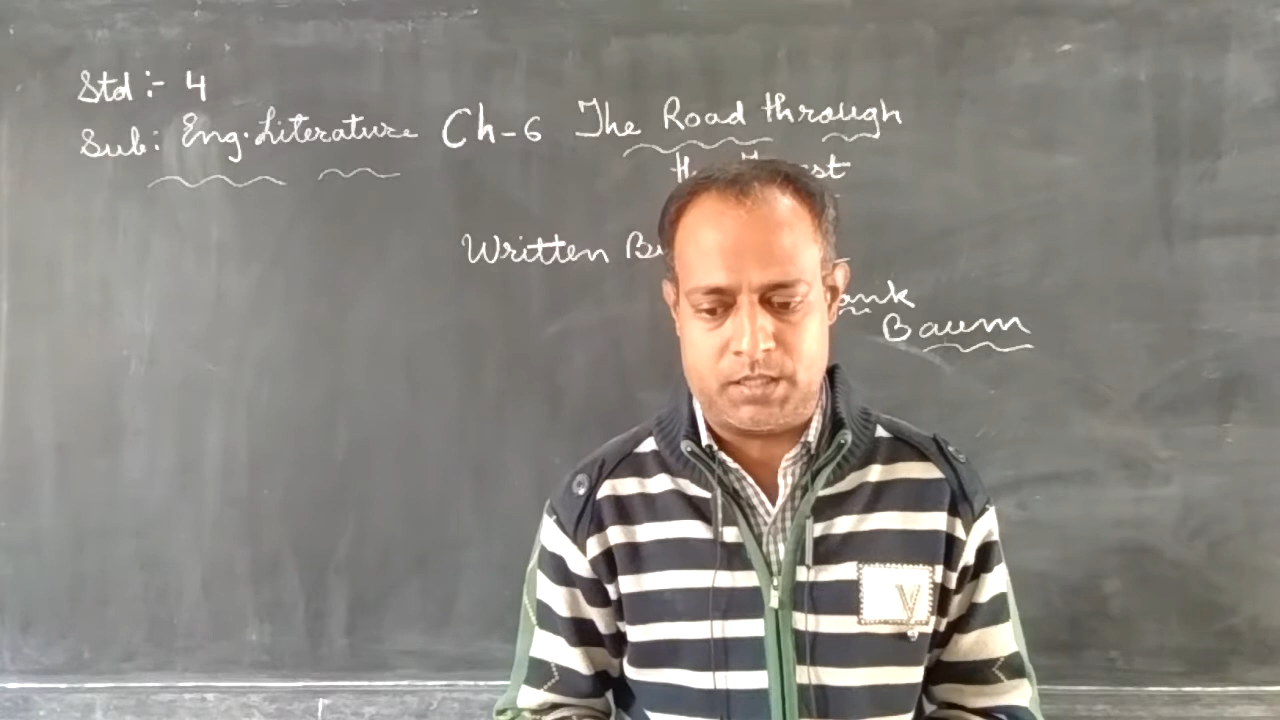 Std :- 4
Sub: Eng. Literature Ch-6 The Road through
Written
Baum
V